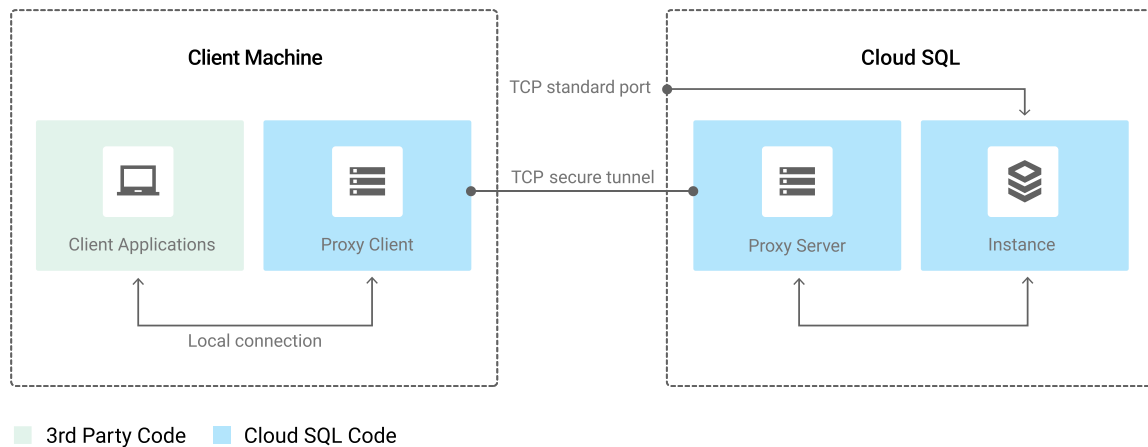 Client Machine
Cloud SQL
TCP standard port
TCP secure tunnel
Client Applications
Proxy Client
Proxy Server
Instance
Local connection
3rd Party Code
Cloud SQL Code